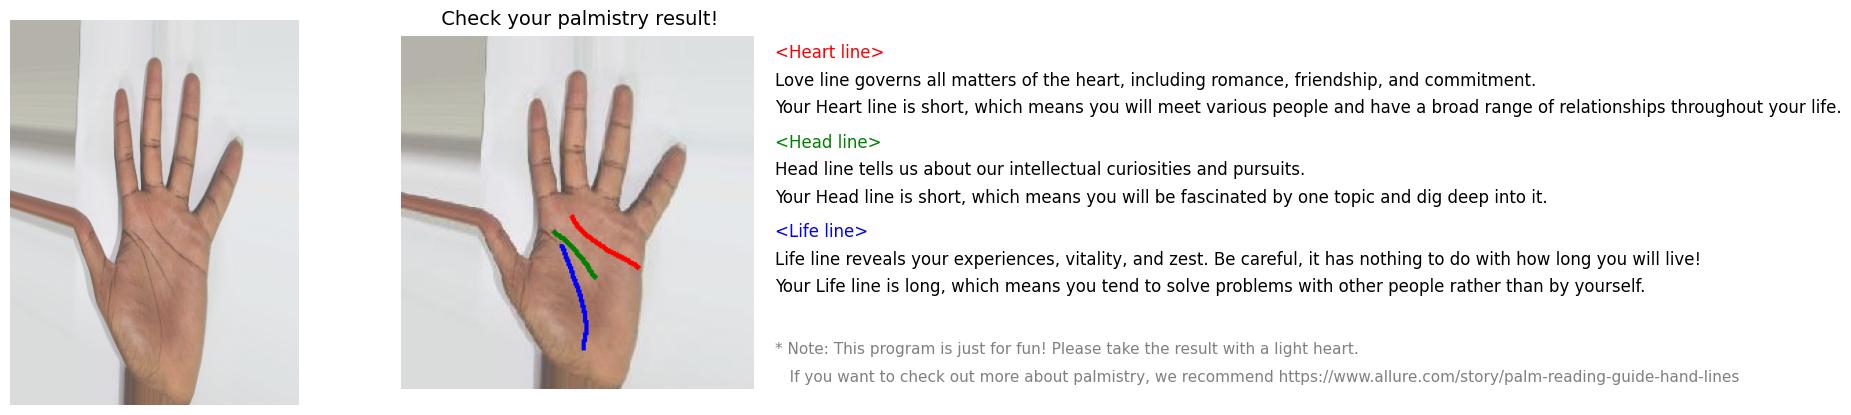 Check your palmistry result!
<Heart line>
Love line governs all matters of the heart, including romance, friendship, and commitment.
Your Heart line is short, which means you will meet various people and have a broad range of relationships throughout your life.
<Head line>
Head line tells us about our intellectual curiosities and pursuits.
Your Head line is short, which means you will be fascinated by one topic and dig deep into it.
<Life line>
Life line reveals your experiences, vitality, and zest. Be careful, it has nothing to do with how long you will live!
Your Life line is long, which means you tend to solve problems with other people rather than by yourself.
* Note: This program is just for fun! Please take the result with a light heart.
If you want to check out more about palmistry, we recommend https://www.allure.com/story/palm-reading-guide-hand-lines